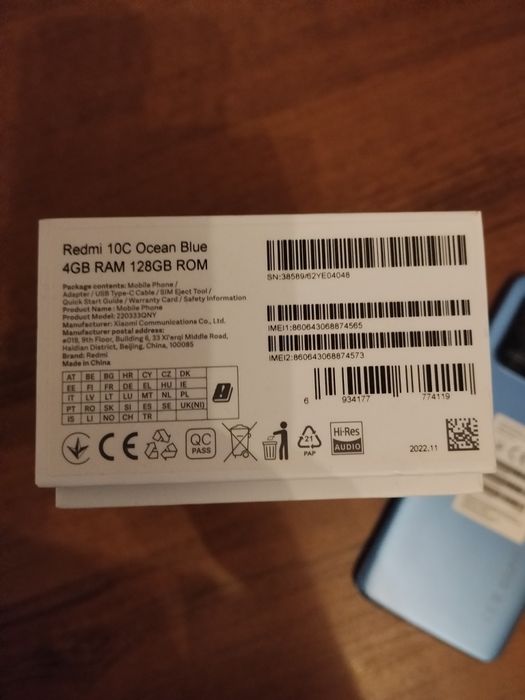 Redmi 10C Ocean Blue
4GB RAM 128GB ROM
Package contents: Mobile Phone /
Adapter / USB Type-C Cable / SIM Eject Tool /
Quick Start Guide / Warranty Card / Safety Information
Product Name: Mobile Phone
Product Model: 220333QNY
Manufacturer: Xiaomi Communications Co., Ltd.
Manufacturer postal address:
#019, 9th Floor, Building 6, 33 Xi'erqi Middle Road,
Haidian District, Beijing, China, 100085
Brand: Redmi
Made in China
SN:38589/62YE04048
IMEI1:860643068874565
IMEI2:860643068874573
6 934177 774119
AT BE BG HR CY CZ DK
EE FI FR DE EL HU IE
IT LV LT LU MT NL PL
PT RO SK SI ES SE UK(NI)
IS LI NO CH TR
CE
QC
PASS
21
PAP
Hi-Res
AUDIO
2022.11